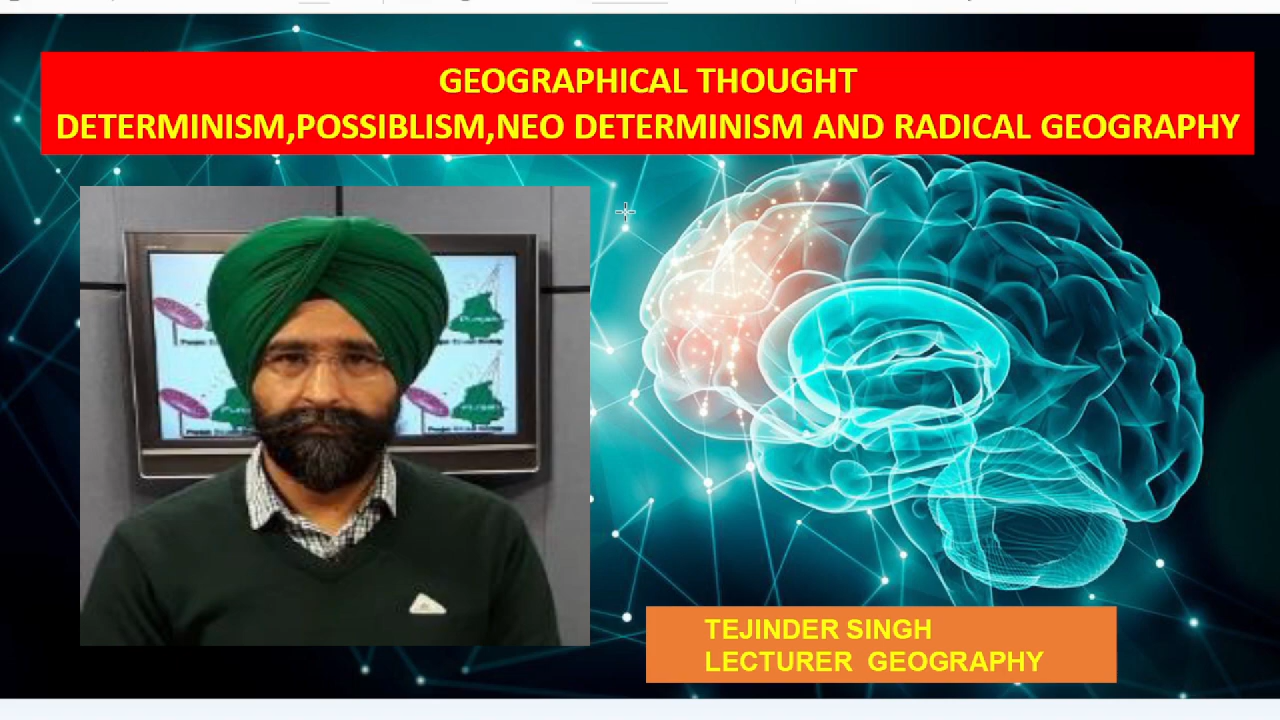 GEOGRAPHICAL THOUGHT
DETERMINISM,POSSIBLISM,NEO DETERMINISM AND RADICAL GEOGRAPHY
TEJINDER SINGH
LECTURER GEOGRAPHY